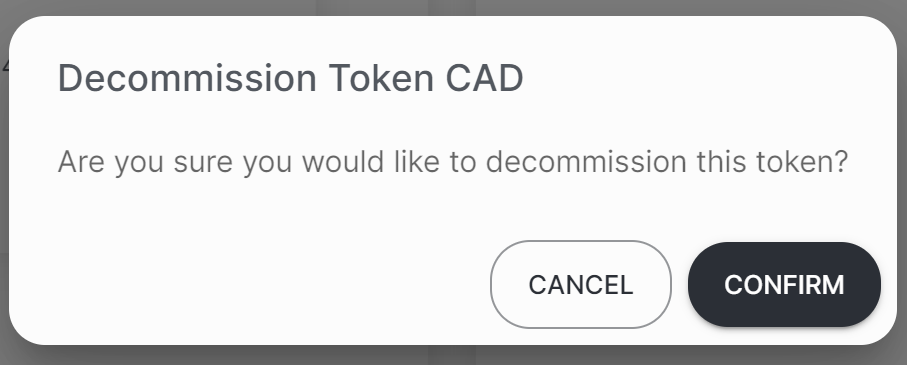 Decommission Token CAD
Are you sure you would like to decommission this token?
CANCEL CONFIRM